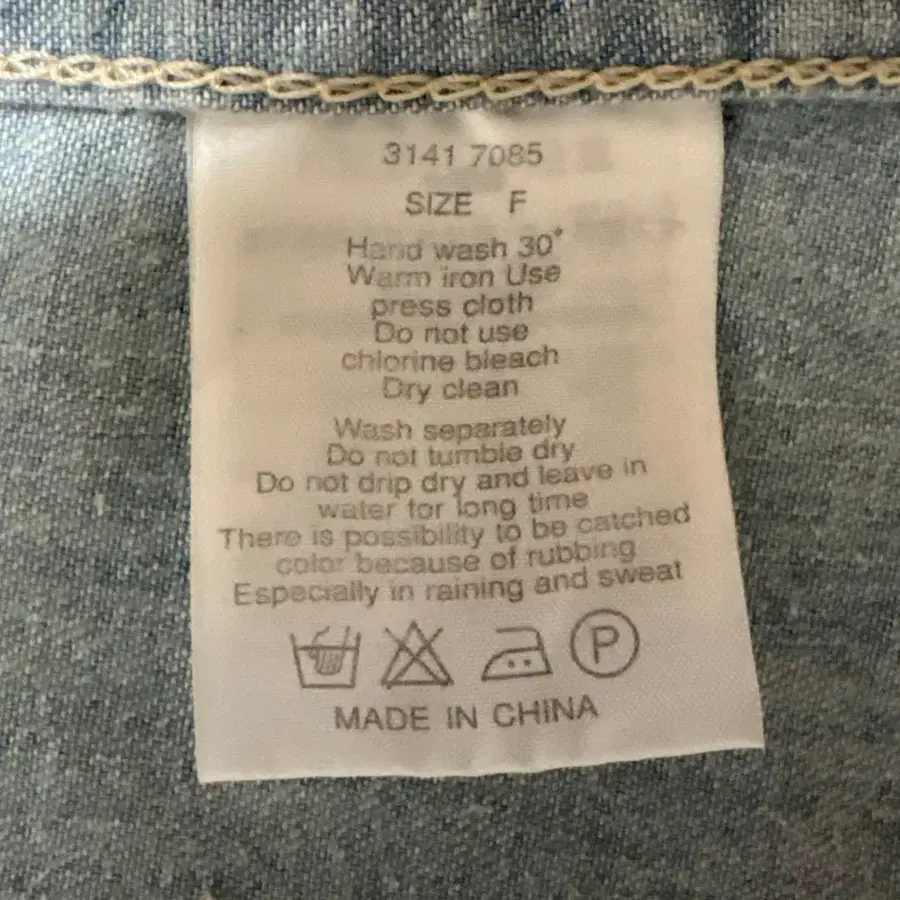 3141 7085
SIZE F
Hand wash 30°
Warm iron Use
press cloth
Do not use
chlorine bleach
Dry clean
Wash separately
Do not tumble dry
Do not drip dry and leave in
water for long time
There is possibility to be catched
color because of rubbing
Especially in raining and sweat
P
MADE IN CHINA